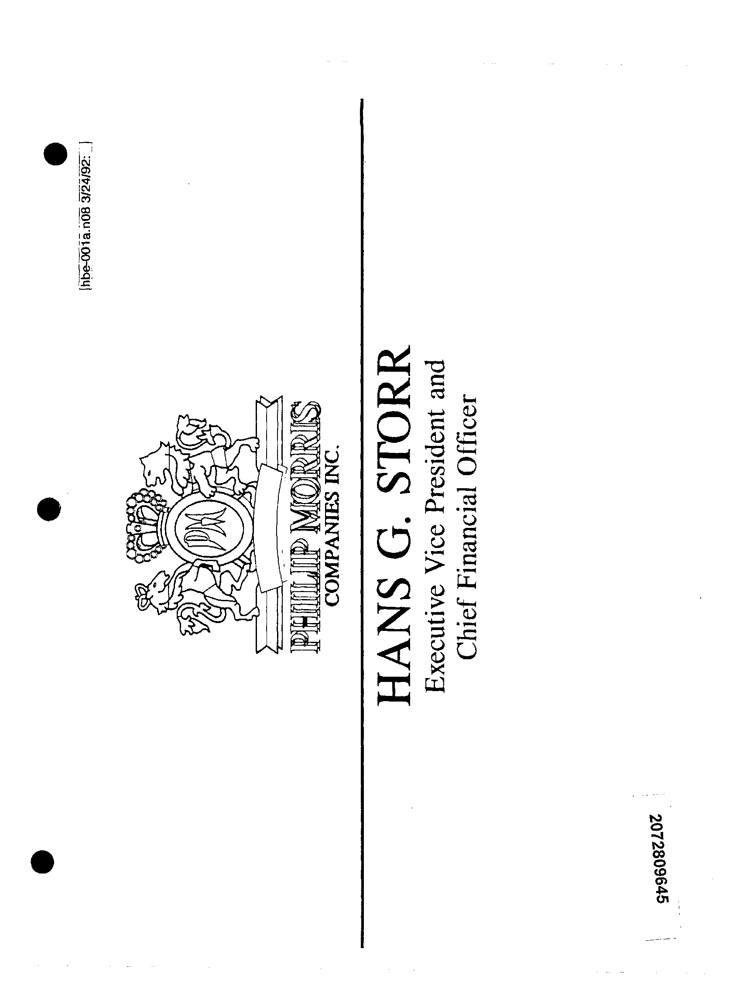 hbe-001a.n08 3/24/92:
PM
PHILIP MORRIS
COMPANIES INC.
HANS G. STORR
Executive Vice President and
Chief Financial Officer
2072809645